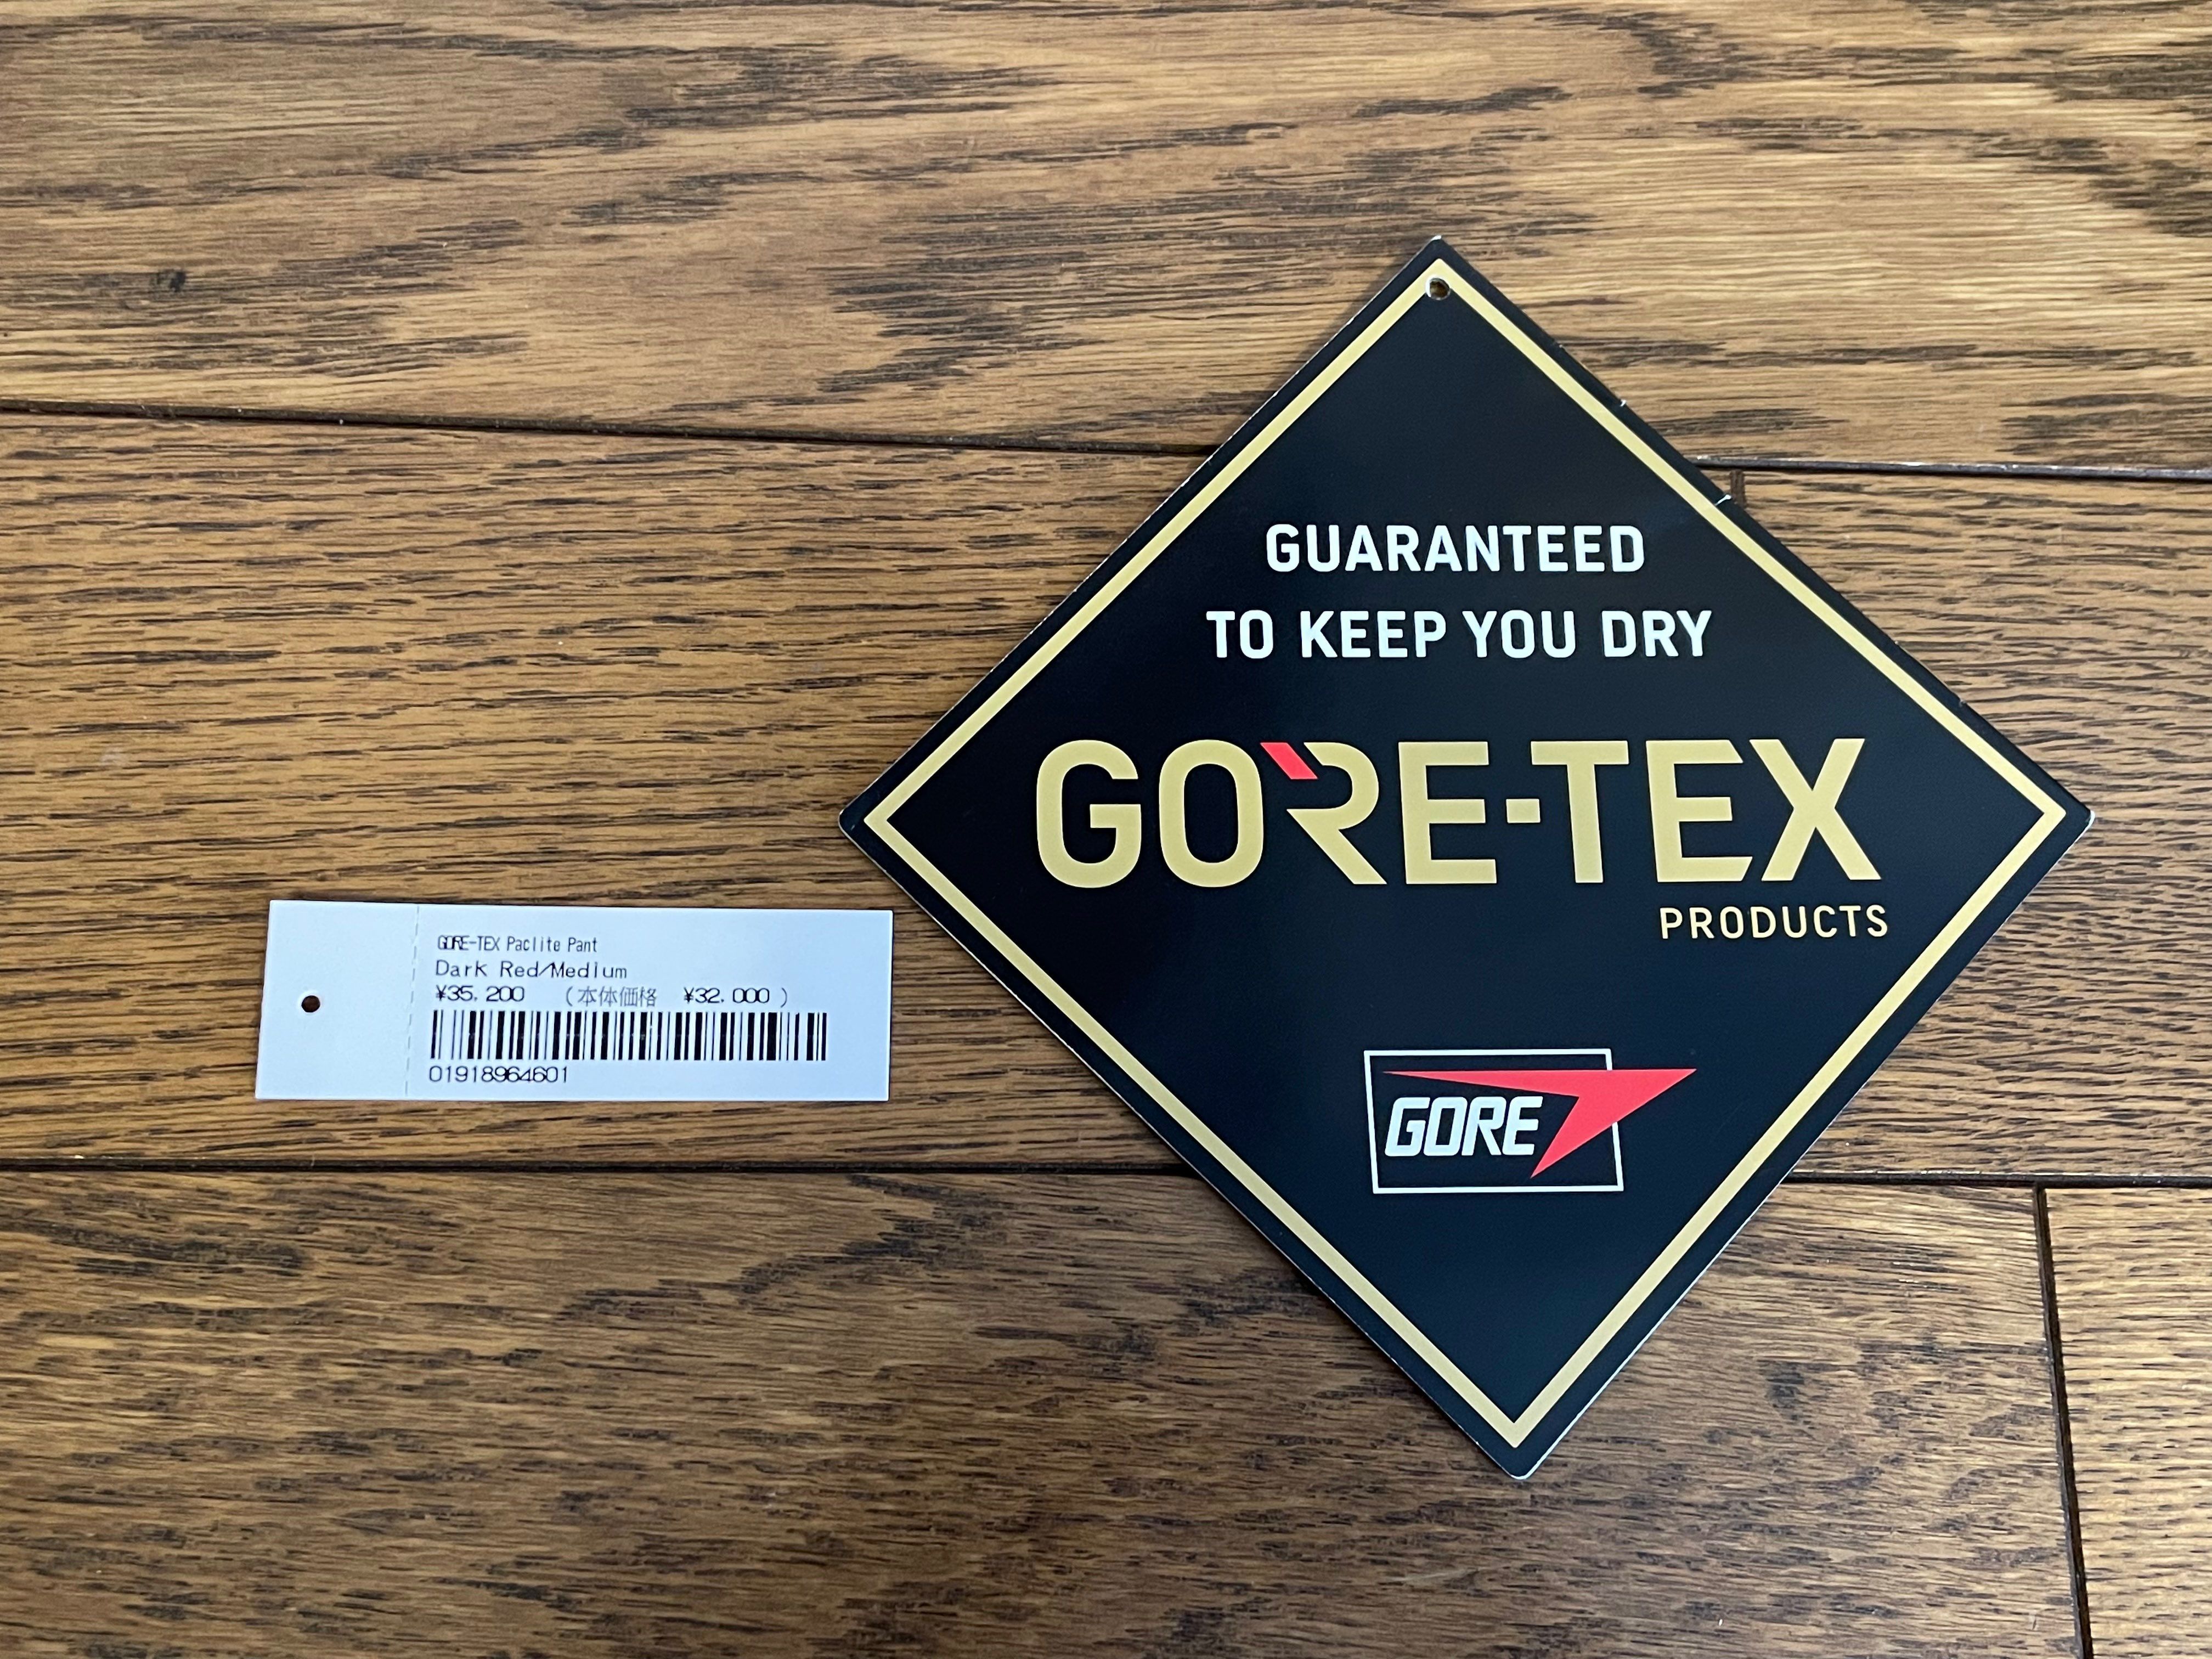 GORE-TEX Paclite Pant
Dark Red/Medium
¥35,200 (本体価格 ¥32,000)
01918964601
GUARANTEED
TO KEEP YOU DRY
GORE-TEX
PRODUCTS
GORE